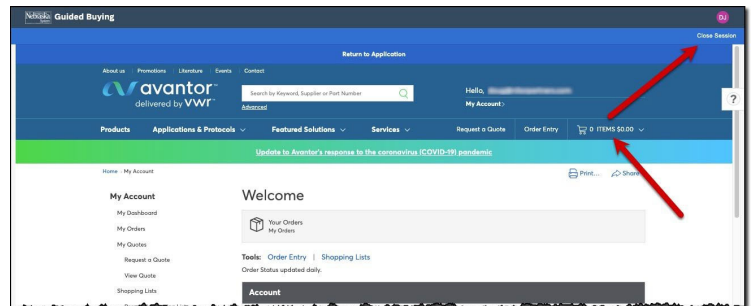 Nebraska Guided Buying
DJ
Close Session
Return to Application
About us Promotions Literature Events Contact
avantor™
delivered by VWR™
Search by Keyword, Supplier or Part Number
Advanced
Hello,
My Account >
?
Products Applications & Protocols Featured Solutions Services Request a Quote Order Entry 0 ITEMS $0.00
Update to Avantor's response to the coronavirus (COVID-19) pandemic
Home My Account
Print... Share
My Account
Welcome
My Dashboard
Your Orders
My Orders
My Orders
My Quotes
Request a Quote
Tools: Order Entry | Shopping Lists
View Quote
Order Status updated daily.
Shopping Lists
Account